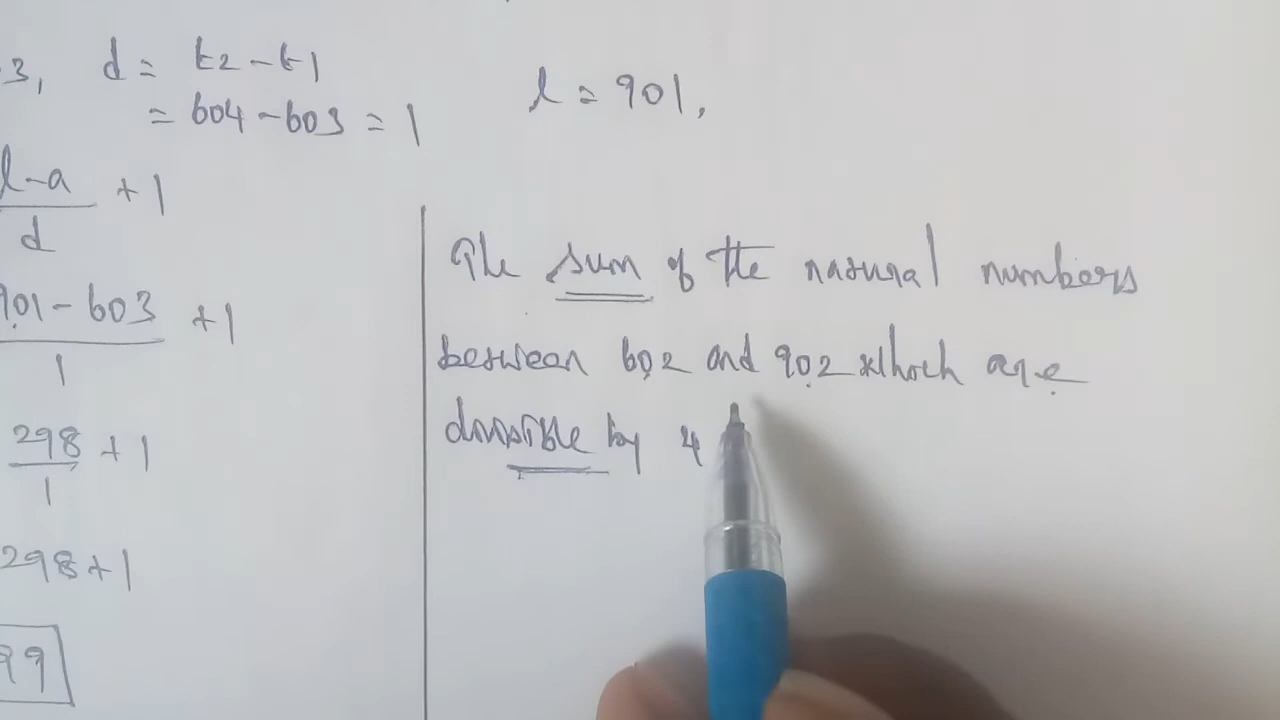 3, d = t2 - t1
= 604 - 603 = 1
l = 901,
l - a / d + 1
901 - 603 / 1 + 1
298 / 1 + 1
298 + 1
99
The sum of the natural numbers
between 602 and 902 which are
divisible by 4